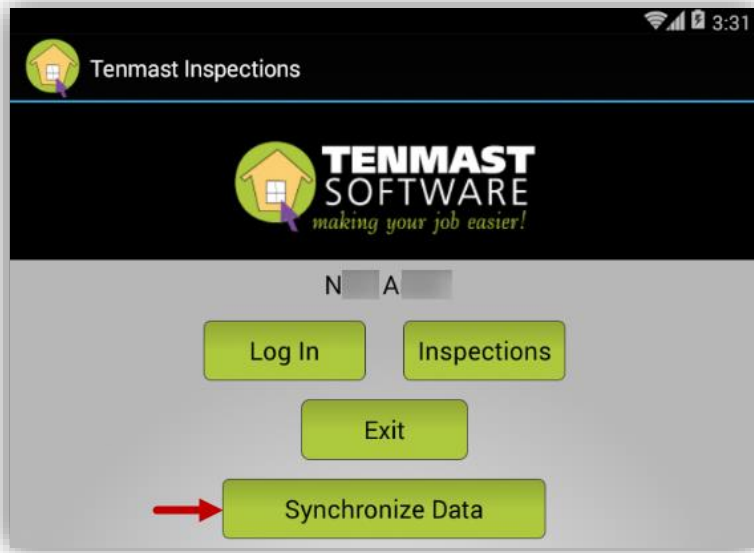 3:31
Tenmast Inspections
TENMAST
SOFTWARE
making your job easier!
N A
Log In Inspections
Exit
Synchronize Data